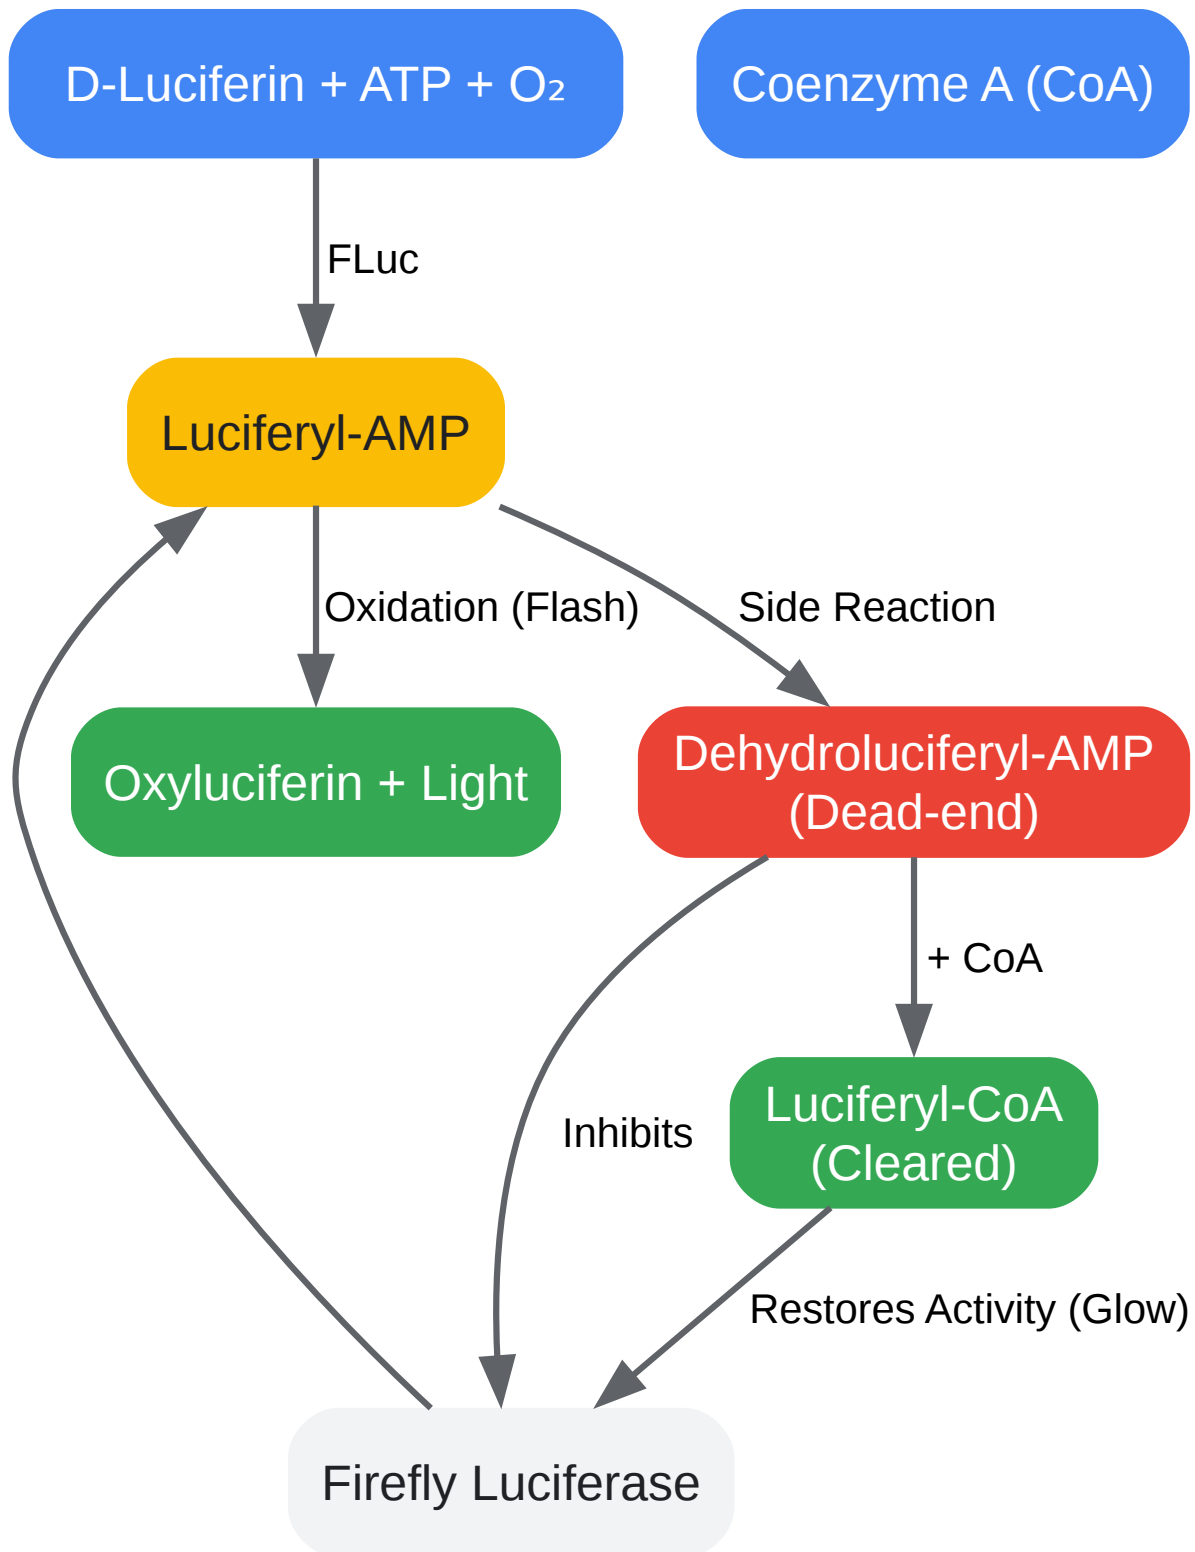 D-Luciferin + ATP + O₂
Coenzyme A (CoA)
FLuc
Luciferyl-AMP
Oxidation (Flash)
Side Reaction
Oxyluciferin + Light
Dehydroluciferyl-AMP
(Dead-end)
+ CoA
Inhibits
Luciferyl-CoA
(Cleared)
Restores Activity (Glow)
Firefly Luciferase